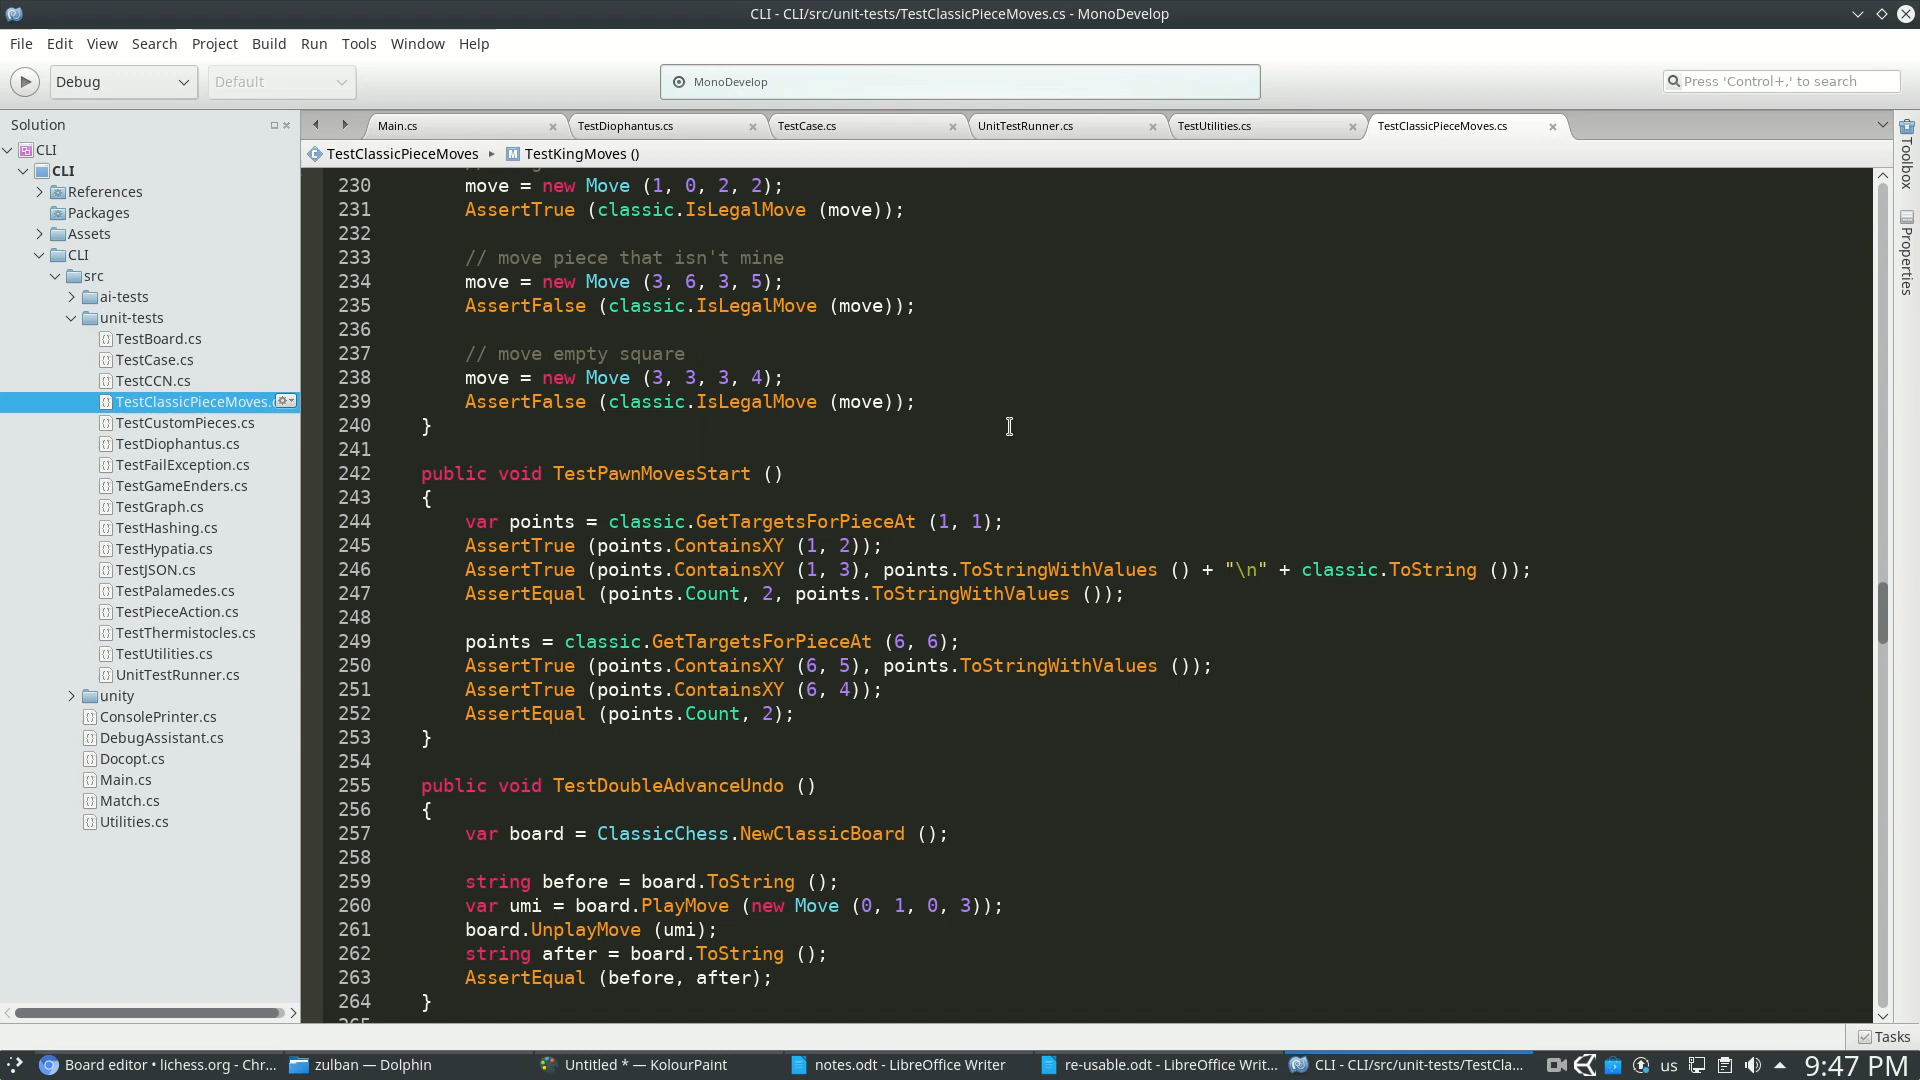 CLI - CLI/src/unit-tests/TestClassicPieceMoves.cs - MonoDevelop
File Edit View Search Project Build Run Tools Window Help
Debug Default MonoDevelop Press 'Control+,' to search
Solution
CLI
CLI
References
Packages
Assets
CLI
src
ai-tests
unit-tests
TestBoard.cs
TestCase.cs
TestCCN.cs
TestClassicPieceMoves.c
TestCustomPieces.cs
TestDiophantus.cs
TestFailException.cs
TestGameEnders.cs
TestGraph.cs
TestHashing.cs
TestHypatia.cs
TestJSON.cs
TestPalamedes.cs
TestPieceAction.cs
TestThermistocles.cs
TestUtilities.cs
UnitTestRunner.cs
unity
ConsolePrinter.cs
DebugAssistant.cs
Docopt.cs
Main.cs
Match.cs
Utilities.cs
Main.cs TestDiophantus.cs TestCase.cs UnitTestRunner.cs TestUtilities.cs TestClassicPieceMoves.cs
TestClassicPieceMoves TestKingMoves ()
230 move = new Move (1, 0, 2, 2);
231 AssertTrue (classic.IsLegalMove (move));
232
233 // move piece that isn't mine
234 move = new Move (3, 6, 3, 5);
235 AssertFalse (classic.IsLegalMove (move));
236
237 // move empty square
238 move = new Move (3, 3, 3, 4);
239 AssertFalse (classic.IsLegalMove (move));
240 }
241
242 public void TestPawnMovesStart ()
243 {
244 var points = classic.GetTargetsForPieceAt (1, 1);
245 AssertTrue (points.ContainsXY (1, 2));
246 AssertTrue (points.ContainsXY (1, 3), points.ToStringWithValues () + "\n" + classic.ToString ());
247 AssertEqual (points.Count, 2, points.ToStringWithValues ());
248
249 points = classic.GetTargetsForPieceAt (6, 6);
250 AssertTrue (points.ContainsXY (6, 5), points.ToStringWithValues ());
251 AssertTrue (points.ContainsXY (6, 4));
252 AssertEqual (points.Count, 2);
253 }
254
255 public void TestDoubleAdvanceUndo ()
256 {
257 var board = ClassicChess.NewClassicBoard ();
258
259 string before = board.ToString ();
260 var umi = board.PlayMove (new Move (0, 1, 0, 3));
261 board.UnplayMove (umi);
262 string after = board.ToString ();
263 AssertEqual (before, after);
264 }
Toolbox
Properties
Tasks
Board editor • lichess.org - Chr... zulban — Dolphin Untitled * — KolourPaint notes.odt - LibreOffice Writer re-usable.odt - LibreOffice Writ... CLI - CLI/src/unit-tests/TestCla... us 9:47 PM